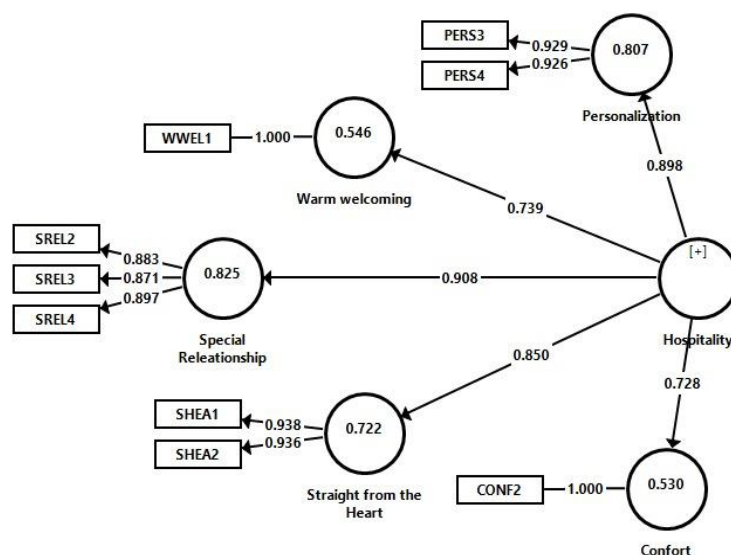 PERS3
0.929
0.807
PERS4
0.926
Personalization
WWEL1
1.000
0.546
Warm welcoming
0.898
0.739
SREL2
0.883
SREL3
0.871
0.825
SREL4
0.897
Special
Releationship
0.908
[+]
Hospitality
0.850
0.728
SHEA1
0.938
0.722
SHEA2
0.936
Straight from the
Heart
CONF2
1.000
0.530
Confort